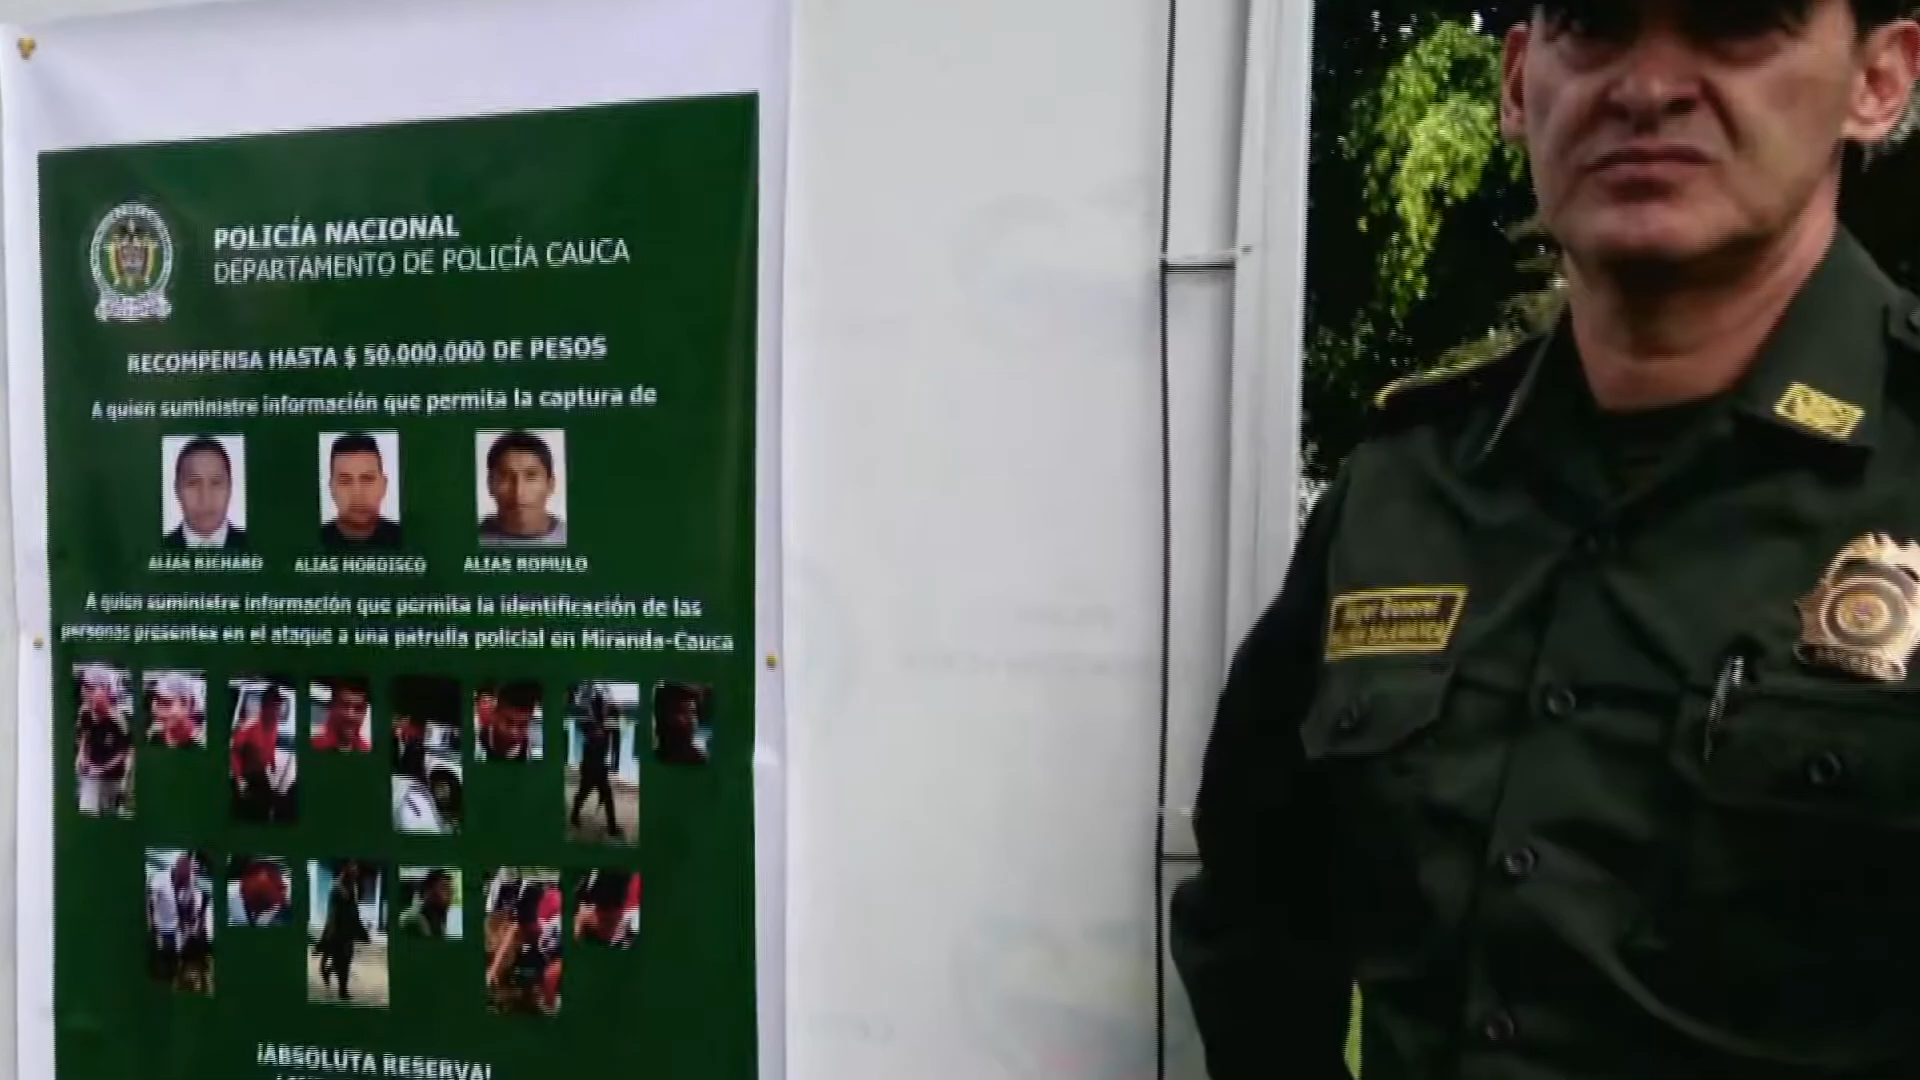 POLICÍA NACIONAL
DEPARTAMENTO DE POLICÍA CAUCA
RECOMPENSA HASTA $ 50.000.000 DE PESOS
A quien suministre información que permita la captura de
ALIAS RICHARD ALIAS MORDISCO ALIAS ROMULO
A quien suministre información que permita la identificación de las
personas presentes en el ataque a una patrulla policial en Miranda-Cauca
¡ABSOLUTA RESERVA!